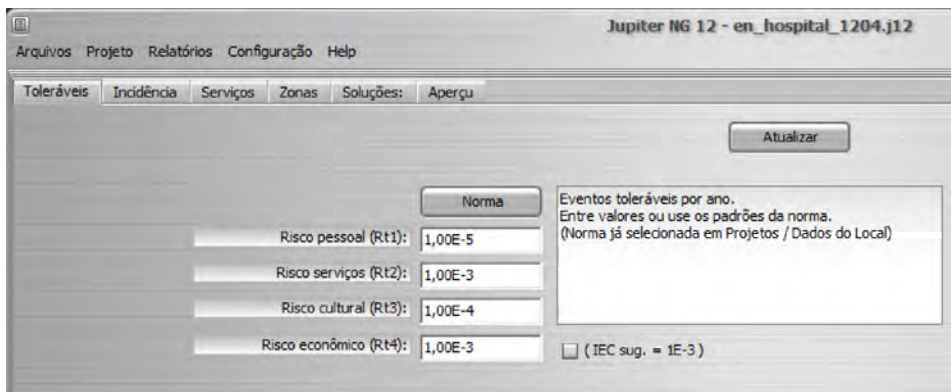 Jupiter NG 12 - en_hospital_1204.j12
Arquivos Projeto Relatórios Configuração Help
Toleráveis Incidência Serviços Zonas Soluções: Aperçu
Atualizar
Norma
Eventos toleráveis por ano.
Entre valores ou use os padrões da norma.
(Norma já selecionada em Projetos / Dados do Local)
Risco pessoal (Rt1): 1,00E-5
Risco serviços (Rt2): 1,00E-3
Risco cultural (Rt3): 1,00E-4
Risco econômico (Rt4): 1,00E-3
( IEC sug. = 1E-3 )